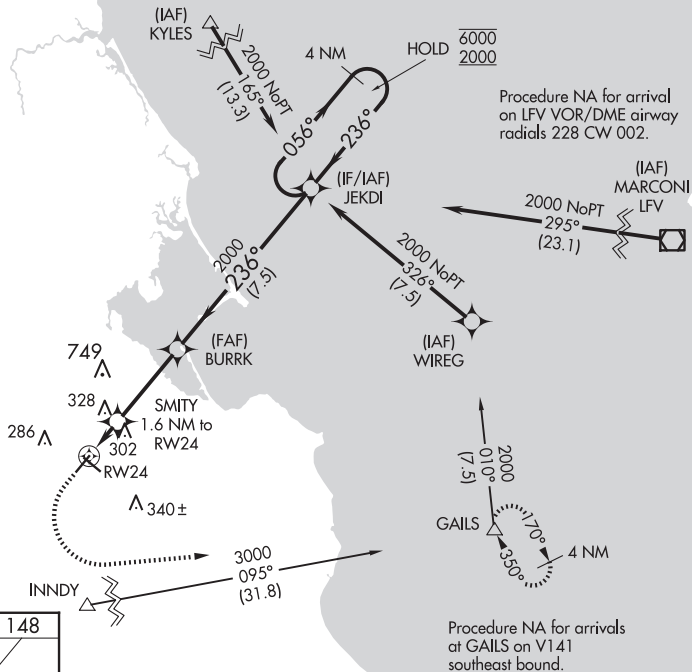 (IAF)
KYLES
2000 NoPT
165°
(13.3)
4 NM
HOLD
6000
2000
056°
236°
Procedure NA for arrival
on LFV VOR/DME airway
radials 228 CW 002.
(IF/IAF)
JEKDI
(IAF)
MARCONI
LFV
2000 NoPT
295°
(23.1)
2000 NoPT
326°
(7.5)
2000
236°
(7.5)
(FAF)
BURRK
(IAF)
WIREG
749
328
SMITY
1.6 NM to
RW24
286
302
RW24
340±
2000
010°
(7.5)
GAILS
170°
350°
4 NM
3000
095°
(31.8)
INNDY
148
Procedure NA for arrivals
at GAILS on V141
southeast bound.